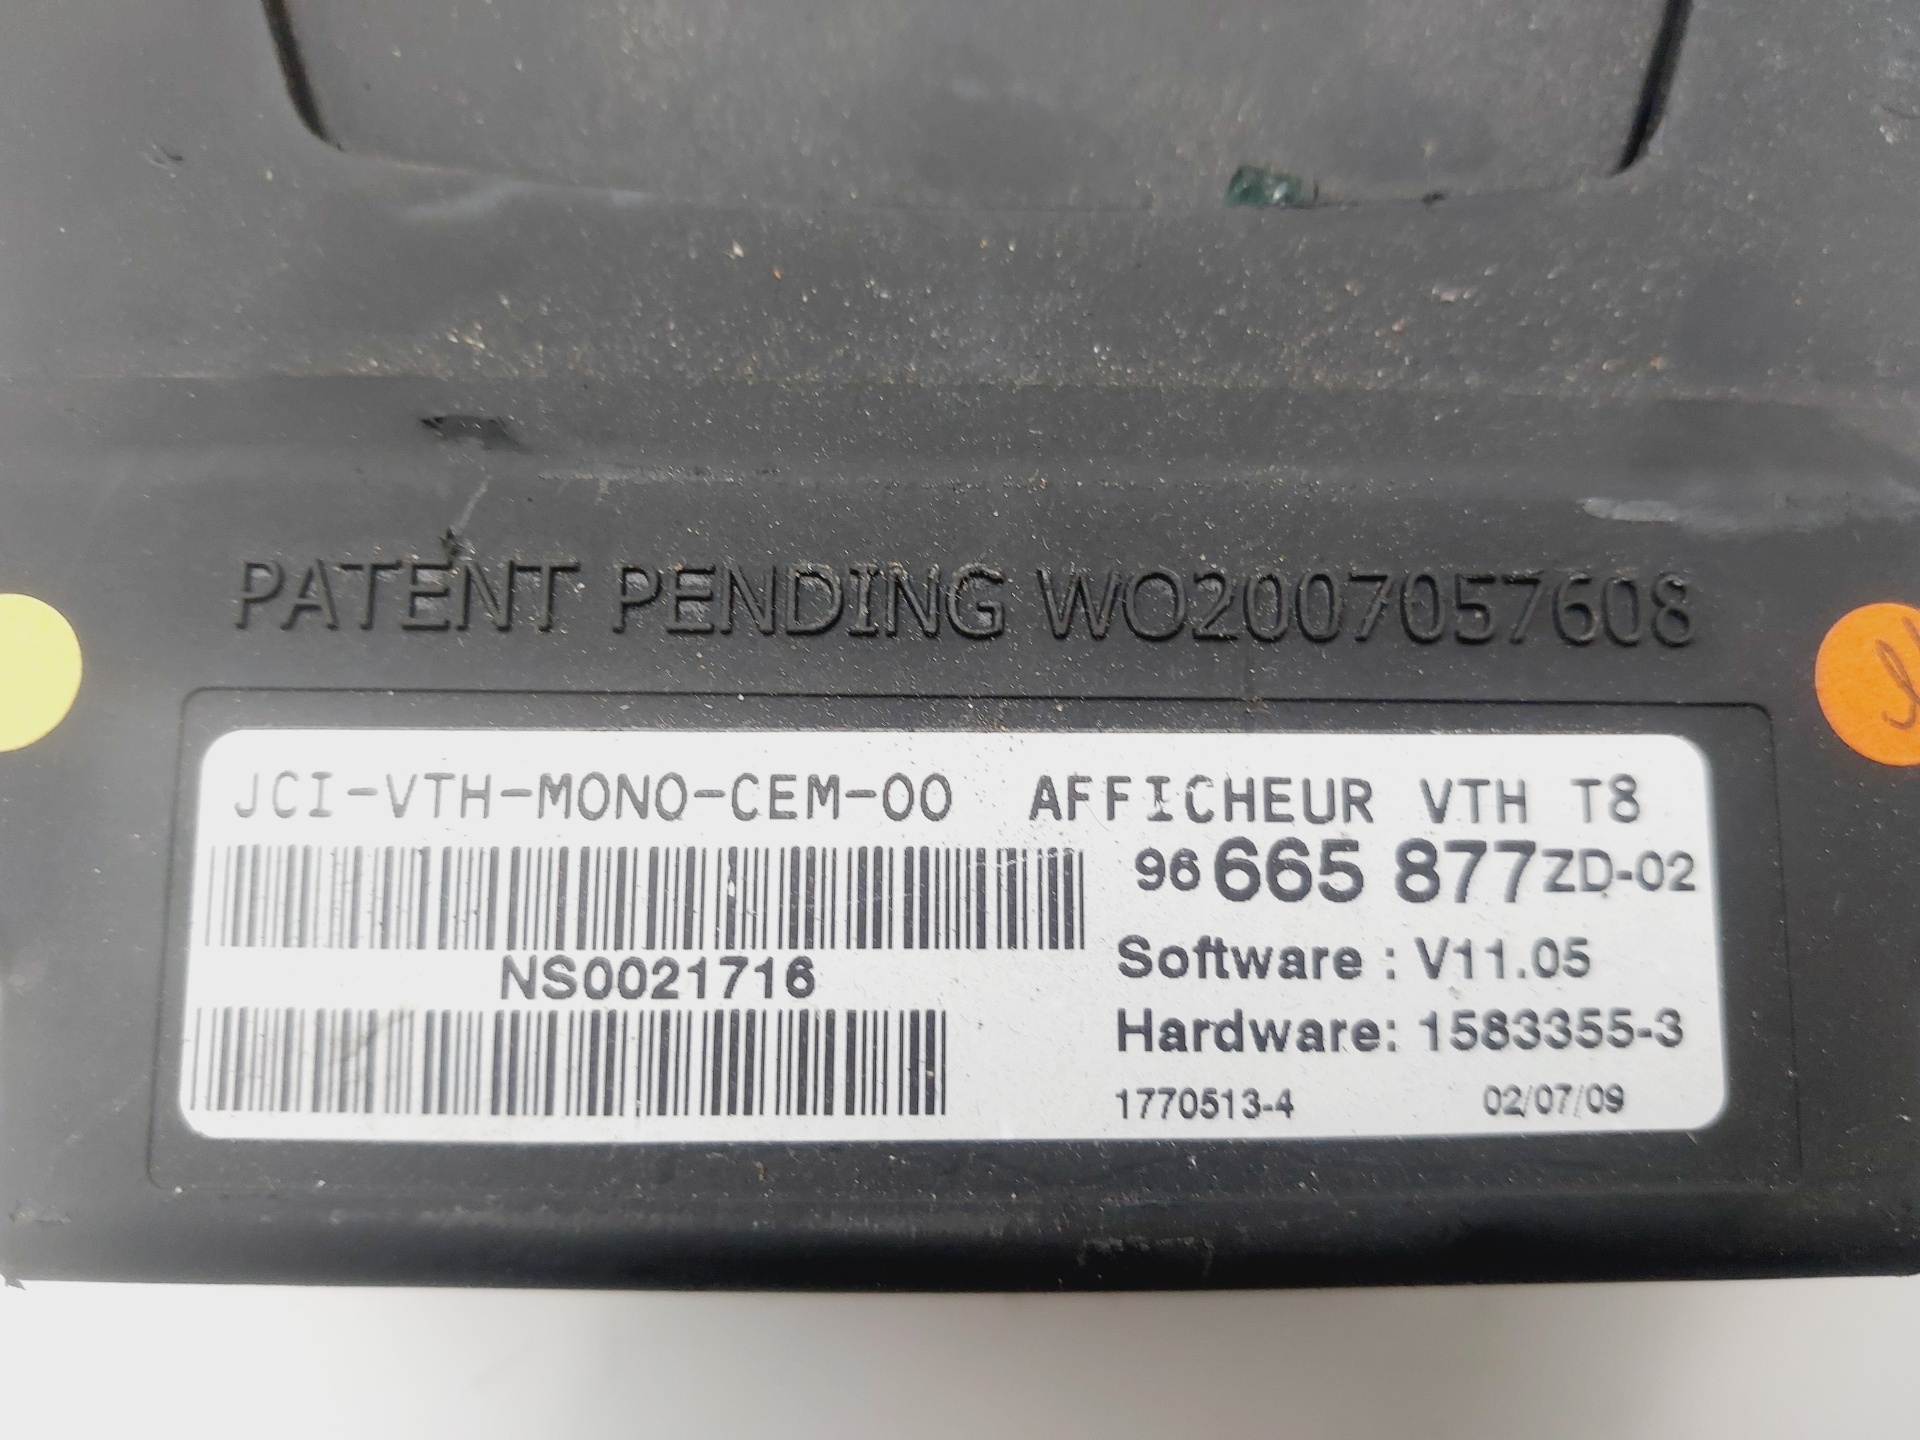 PATENT PENDING WO2007057608
JCI-VTH-MONO-CEM-00 AFFICHEUR VTH T8
96 665 877 ZD-02
Software : V11.05
NS0021716
Hardware: 1583355-3
1770513-4 02/07/09